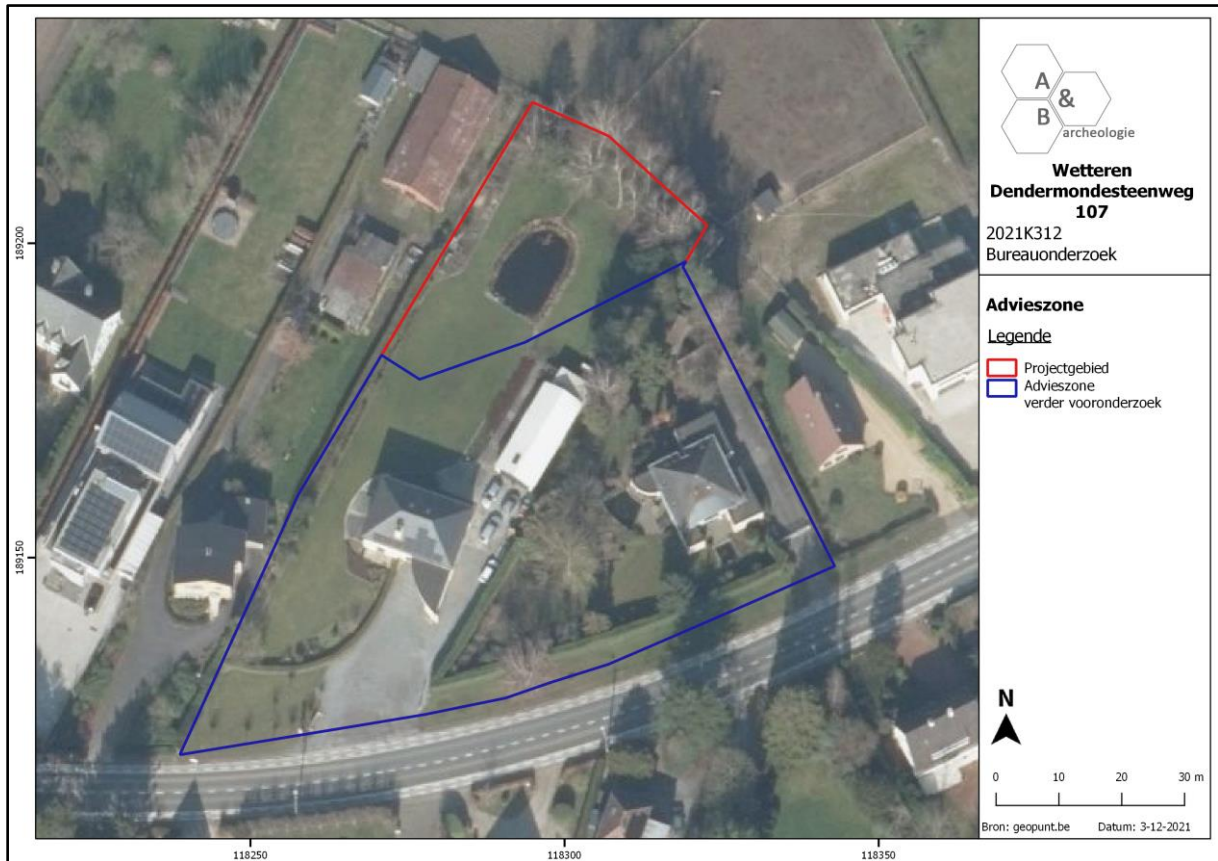 A
&
B
archeologie
Wetteren
Dendermondesteenweg
107
2021K312
Bureauonderzoek
Advieszone
Legende
Projectgebied
Advieszone
verder vooronderzoek
N
0 10 20 30 m
Bron: geopunt.be Datum: 3-12-2021
189200
189150
118250 118300 118350